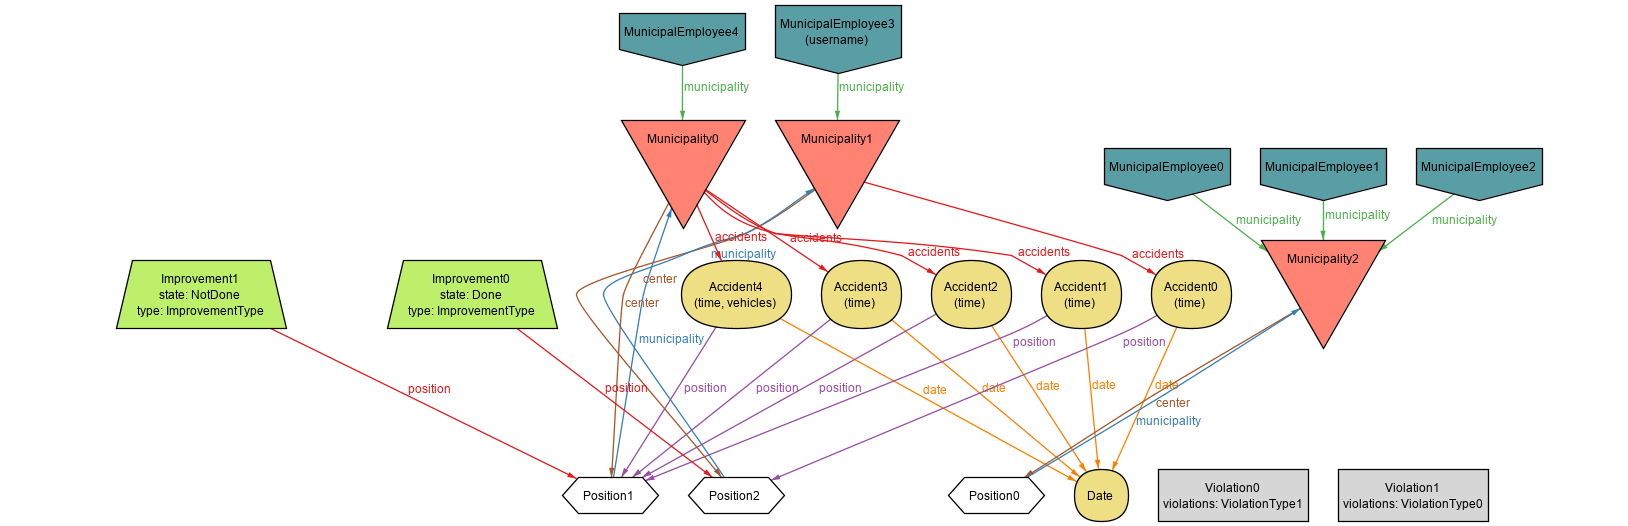 MunicipalEmployee4
MunicipalEmployee3
(username)
municipality
municipality
Municipality0
Municipality1
MunicipalEmployee0
MunicipalEmployee1
MunicipalEmployee2
municipality
municipality
municipality
accidents
accidents
accidents
accidents
accidents
municipality
Municipality2
center
center
Improvement1
state: NotDone
type: ImprovementType
Improvement0
state: Done
type: ImprovementType
Accident4
(time, vehicles)
Accident3
(time)
Accident2
(time)
Accident1
(time)
Accident0
(time)
municipality
position
position
position
position
position
position
position
date
date
date
date
date
center
municipality
Position1
Position2
Position0
Date
Violation0
violations: ViolationType1
Violation1
violations: ViolationType0